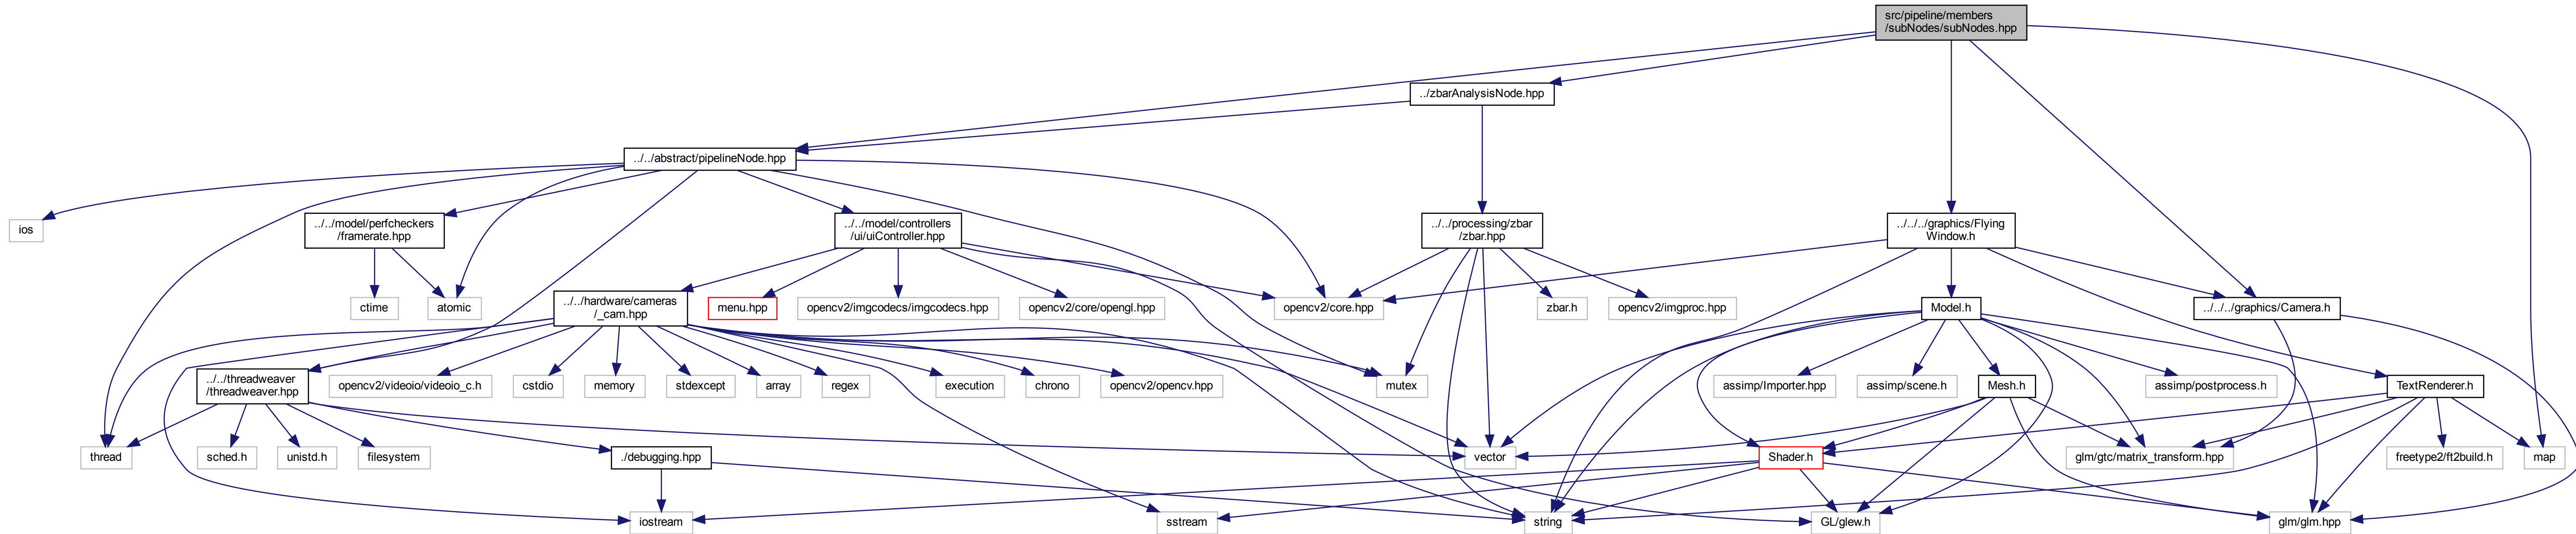 src/pipeline/members
/subNodes/subNodes.hpp
../zbarAnalysisNode.hpp
../../abstract/pipelineNode.hpp
ios
../../model/perfcheckers
/framerate.hpp
../../model/controllers
/ui/uiController.hpp
../../processing/zbar
/zbar.hpp
../../../graphics/Flying
Window.h
ctime
atomic
../../hardware/cameras
/_cam.hpp
menu.hpp
opencv2/imgcodecs/imgcodecs.hpp
opencv2/core/opengl.hpp
opencv2/core.hpp
zbar.h
opencv2/imgproc.hpp
Model.h
../../../graphics/Camera.h
../../threadweaver
/threadweaver.hpp
opencv2/videoio/videoio_c.h
cstdio
memory
stdexcept
array
regex
execution
chrono
opencv2/opencv.hpp
mutex
assimp/Importer.hpp
assimp/scene.h
Mesh.h
assimp/postprocess.h
TextRenderer.h
thread
sched.h
unistd.h
filesystem
./debugging.hpp
vector
Shader.h
glm/gtc/matrix_transform.hpp
freetype2/ft2build.h
map
iostream
sstream
string
GL/glew.h
glm/glm.hpp